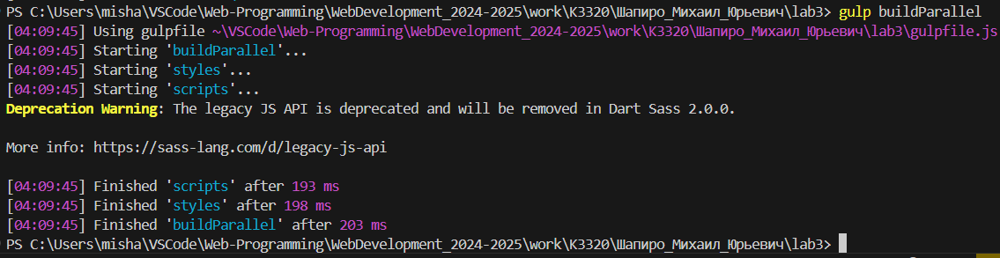 PS C:\Users\misha\VSCode\Web-Programming\WebDevelopment_2024-2025\work\K3320\Шапиро_Михаил_Юрьевич\lab3> gulp buildParallel
[04:09:45] Using gulpfile ~\VSCode\Web-Programming\WebDevelopment_2024-2025\work\K3320\Шапиро_Михаил_Юрьевич\lab3\gulpfile.js
[04:09:45] Starting 'buildParallel'...
[04:09:45] Starting 'styles'...
[04:09:45] Starting 'scripts'...
Deprecation Warning: The legacy JS API is deprecated and will be removed in Dart Sass 2.0.0.
More info: https://sass-lang.com/d/legacy-js-api
[04:09:45] Finished 'scripts' after 193 ms
[04:09:45] Finished 'styles' after 198 ms
[04:09:45] Finished 'buildParallel' after 203 ms
PS C:\Users\misha\VSCode\Web-Programming\WebDevelopment_2024-2025\work\K3320\Шапиро_Михаил_Юрьевич\lab3>